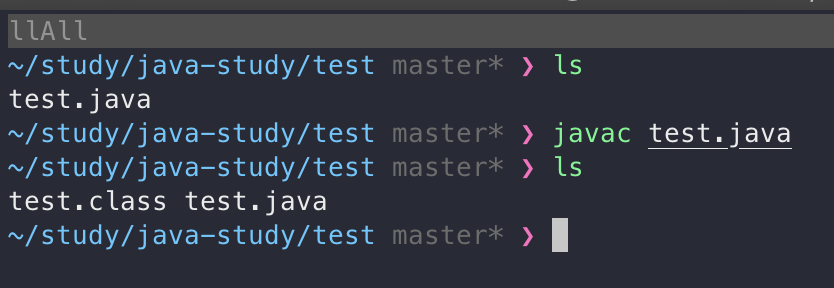 llAll
~/study/java-study/test master* ❯ ls
test.java
~/study/java-study/test master* ❯ javac test.java
~/study/java-study/test master* ❯ ls
test.class test.java
~/study/java-study/test master* ❯